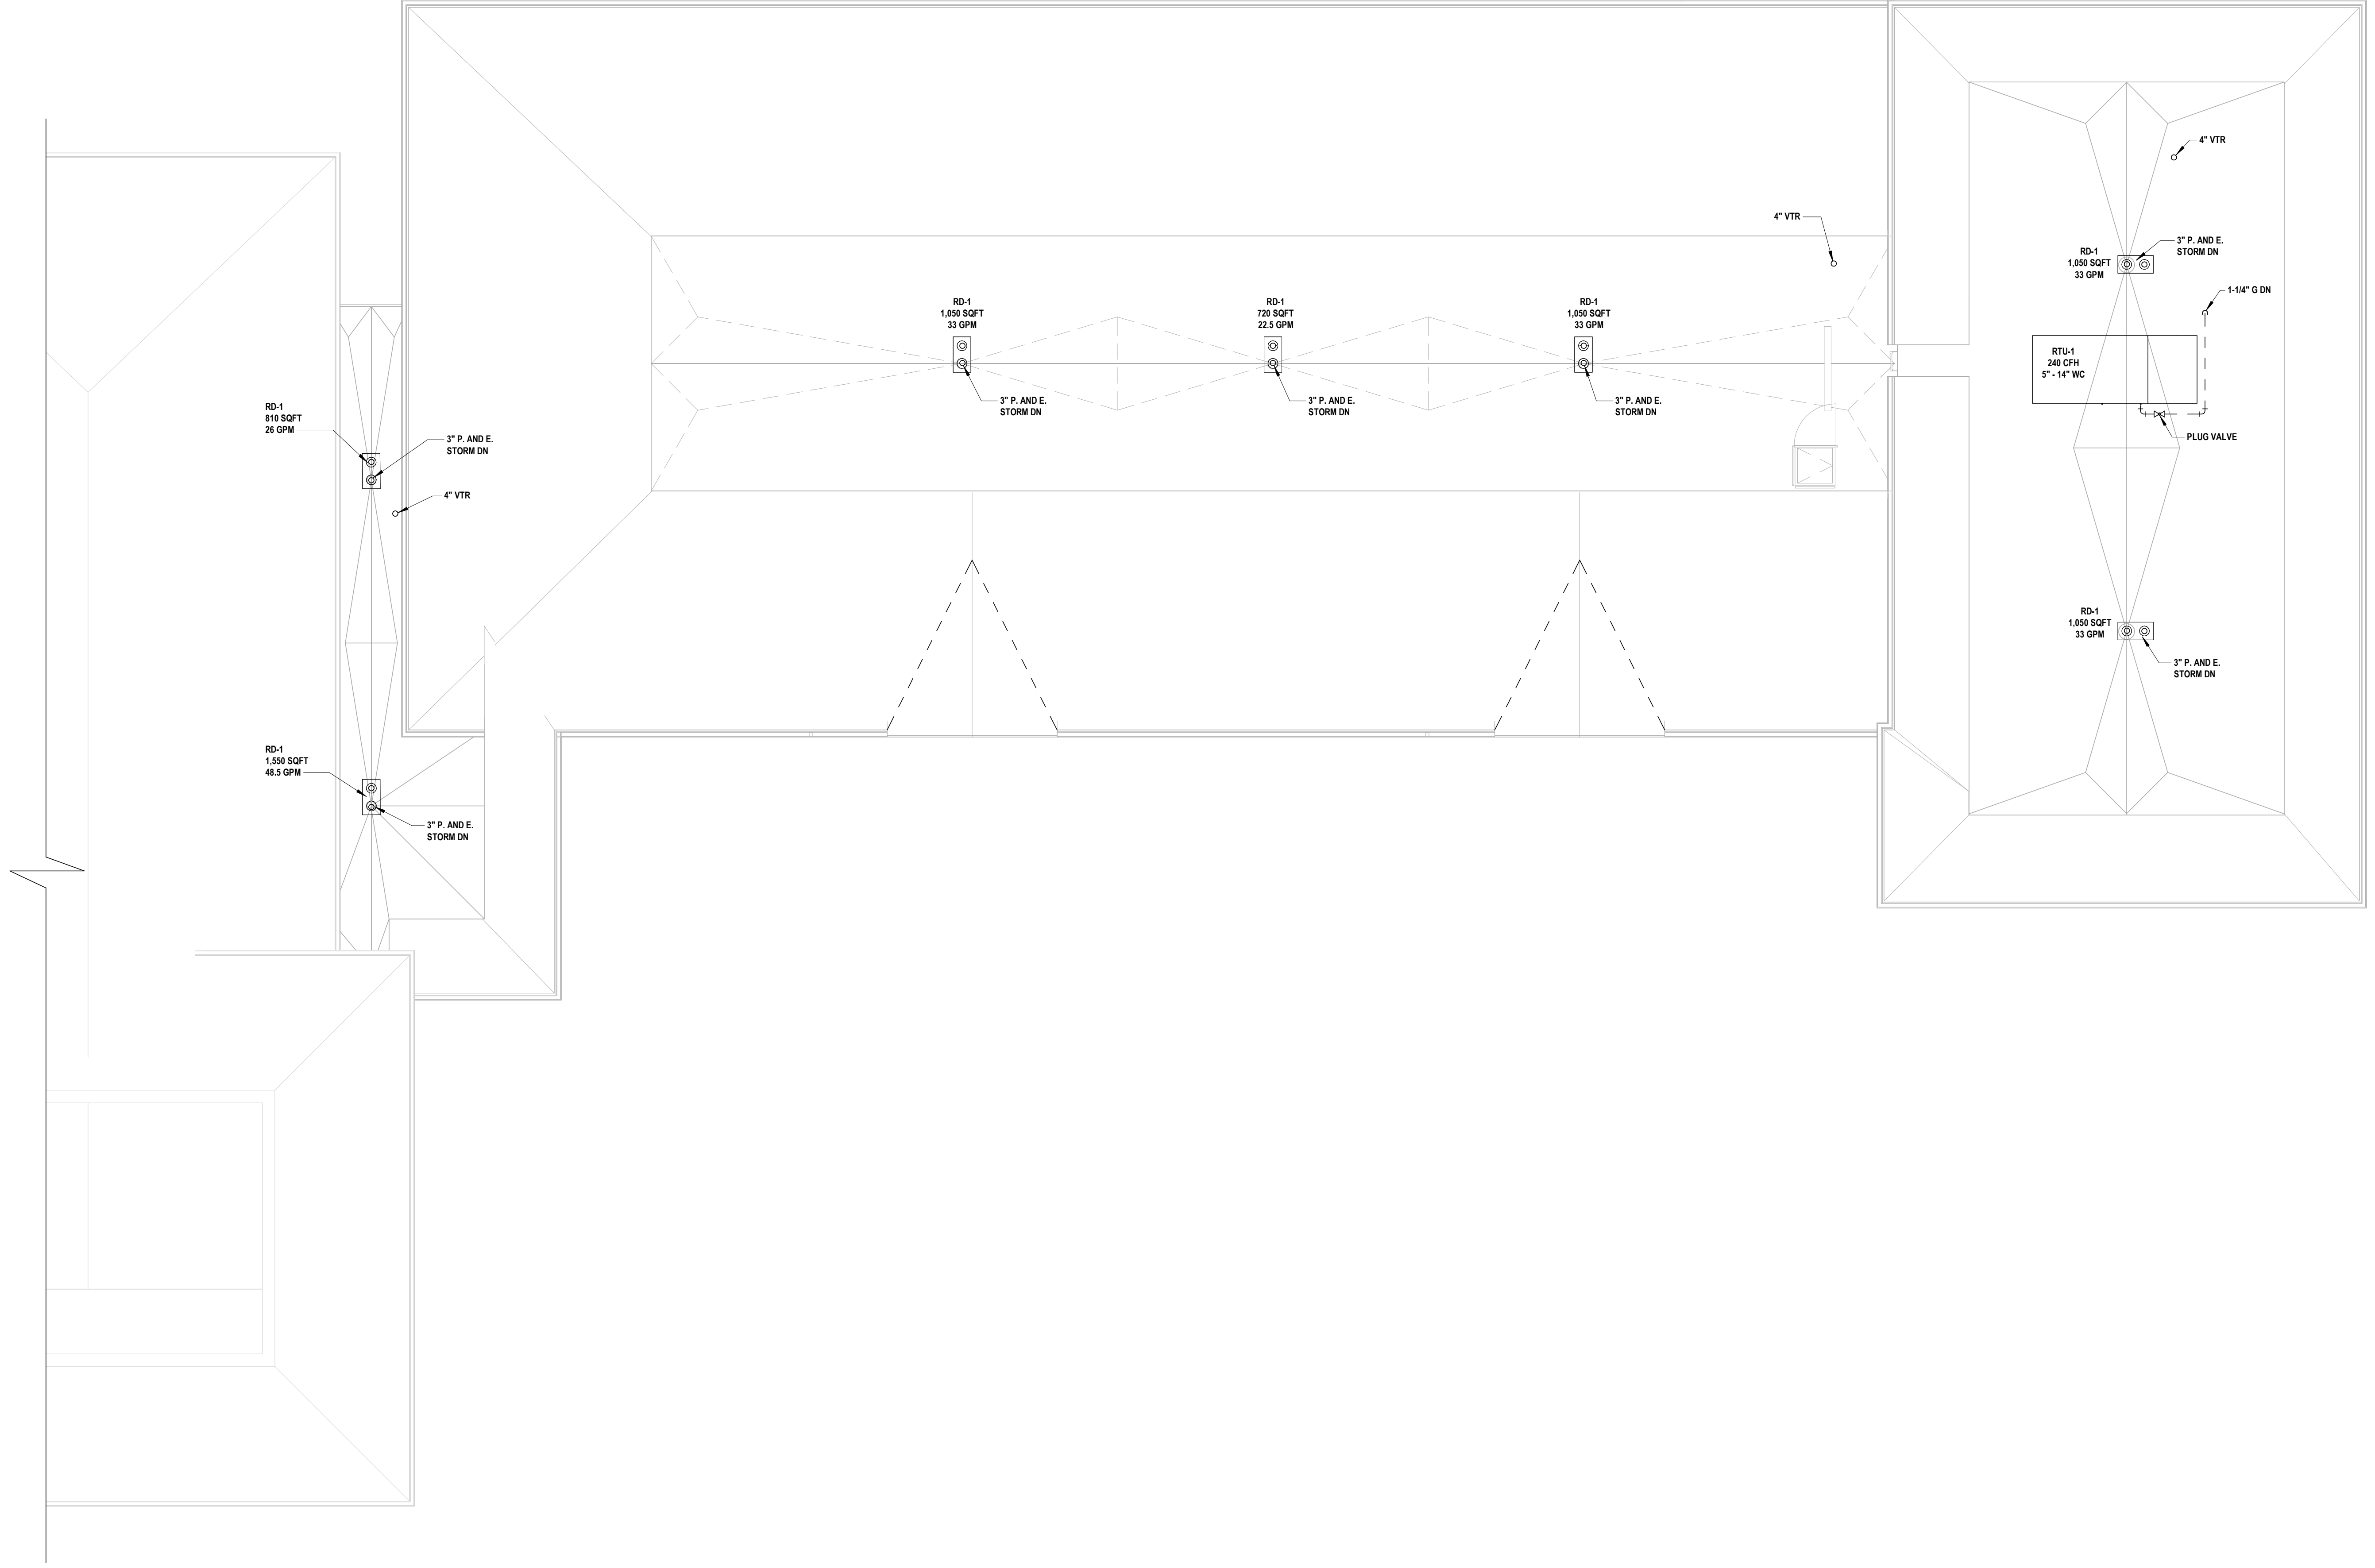 4" VTR
4" VTR
RD-1
1,050 SQFT
33 GPM
3" P. AND E.
STORM DN
1-1/4" G DN
RD-1
1,050 SQFT
33 GPM
RD-1
720 SQFT
22.5 GPM
RD-1
1,050 SQFT
33 GPM
RTU-1
240 CFH
5" - 14" WC
3" P. AND E.
STORM DN
3" P. AND E.
STORM DN
3" P. AND E.
STORM DN
RD-1
810 SQFT
26 GPM
3" P. AND E.
STORM DN
PLUG VALVE
4" VTR
RD-1
1,050 SQFT
33 GPM
3" P. AND E.
STORM DN
RD-1
1,550 SQFT
48.5 GPM
3" P. AND E.
STORM DN